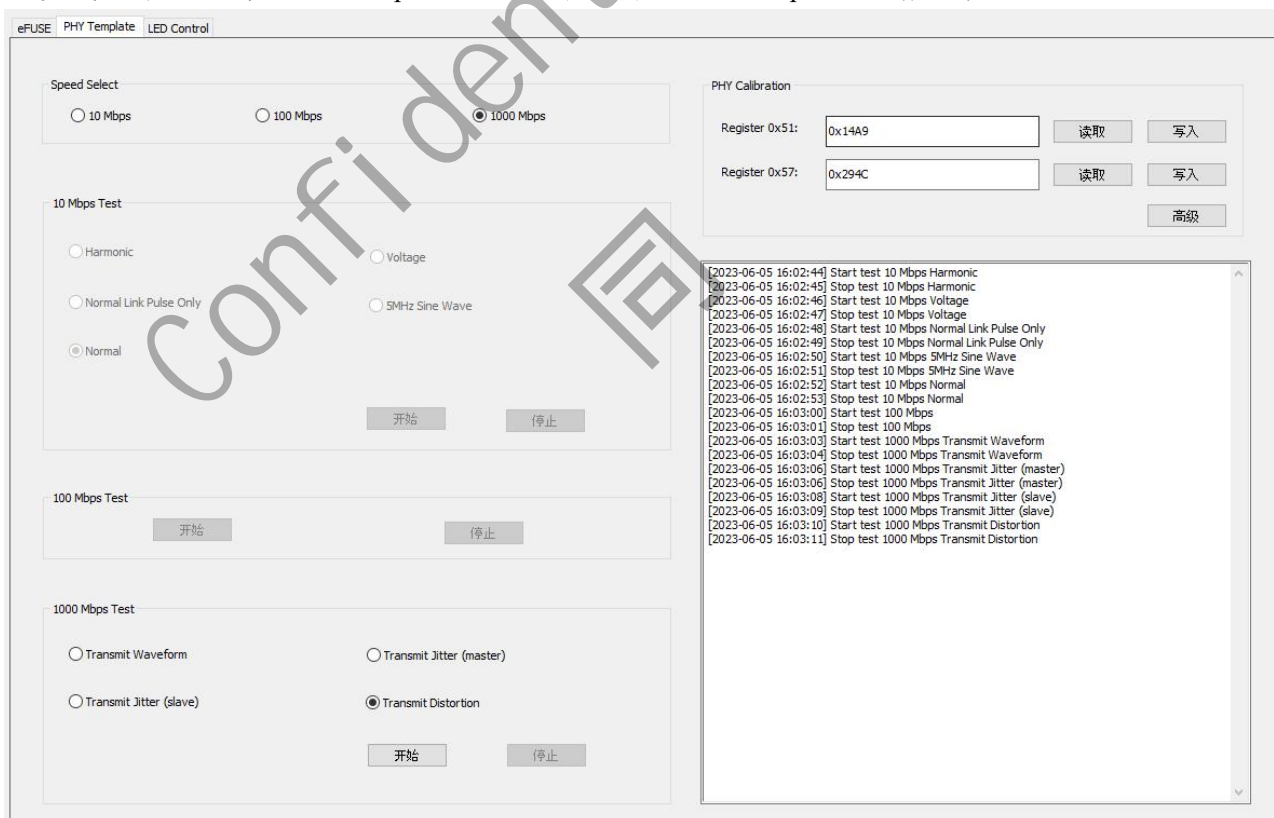 eFUSE PHY Template LED Control
Speed Select
10 Mbps 100 Mbps 1000 Mbps
10 Mbps Test
Harmonic Voltage
Normal Link Pulse Only 5MHz Sine Wave
Normal
开始 停止
100 Mbps Test
开始 停止
1000 Mbps Test
Transmit Waveform Transmit Jitter (master)
Transmit Jitter (slave) Transmit Distortion
开始 停止
PHY Calibration
Register 0x51: 0x14A9 读取 写入
Register 0x57: 0x294C 读取 写入
高级
[2023-06-05 16:02:44] Start test 10 Mbps Harmonic
[2023-06-05 16:02:45] Stop test 10 Mbps Harmonic
[2023-06-05 16:02:46] Start test 10 Mbps Voltage
[2023-06-05 16:02:47] Stop test 10 Mbps Voltage
[2023-06-05 16:02:48] Start test 10 Mbps Normal Link Pulse Only
[2023-06-05 16:02:49] Stop test 10 Mbps Normal Link Pulse Only
[2023-06-05 16:02:50] Start test 10 Mbps 5MHz Sine Wave
[2023-06-05 16:02:51] Stop test 10 Mbps 5MHz Sine Wave
[2023-06-05 16:02:52] Start test 10 Mbps Normal
[2023-06-05 16:02:53] Stop test 10 Mbps Normal
[2023-06-05 16:03:00] Start test 100 Mbps
[2023-06-05 16:03:01] Stop test 100 Mbps
[2023-06-05 16:03:03] Start test 1000 Mbps Transmit Waveform
[2023-06-05 16:03:04] Stop test 1000 Mbps Transmit Waveform
[2023-06-05 16:03:06] Start test 1000 Mbps Transmit Jitter (master)
[2023-06-05 16:03:06] Stop test 1000 Mbps Transmit Jitter (master)
[2023-06-05 16:03:08] Start test 1000 Mbps Transmit Jitter (slave)
[2023-06-05 16:03:09] Stop test 1000 Mbps Transmit Jitter (slave)
[2023-06-05 16:03:10] Start test 1000 Mbps Transmit Distortion
[2023-06-05 16:03:11] Stop test 1000 Mbps Transmit Distortion